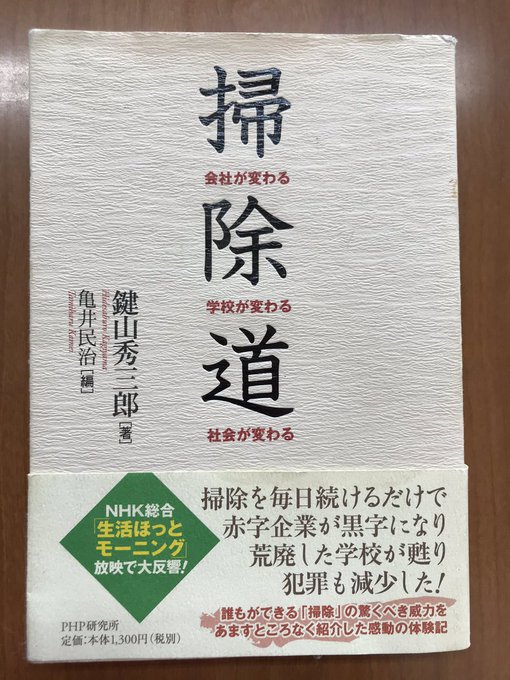 掃除道
会社が変わる
学校が変わる
社会が変わる
鍵山秀三郎[著]
Hidesaburo Kagiyama
亀井民治[編]
Tamiharu Kamei
掃除を毎日続けるだけで
赤字企業が黒字になり
荒廃した学校が甦り
犯罪も減少した!
誰もができる「掃除」の驚くべき威力を
あますところなく紹介した感動の体験記
NHK総合
「生活ほっと
モーニング」
放映で大反響!
PHP研究所
定価:本体1,300円(税別)